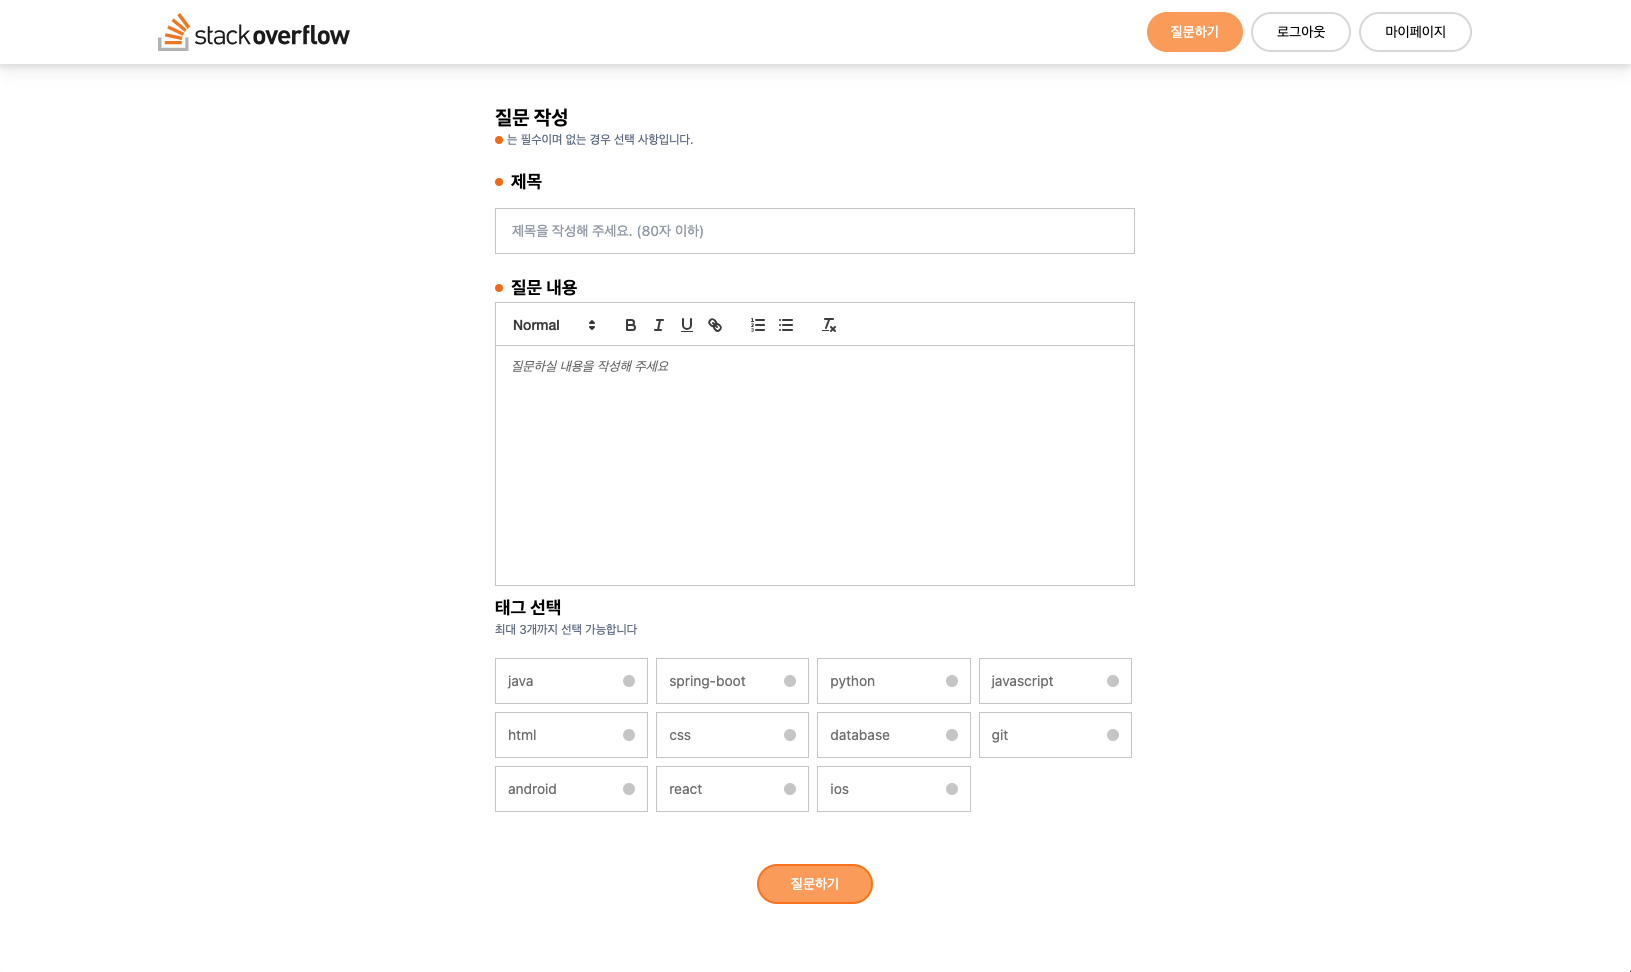 stack overflow
질문하기
로그아웃
마이페이지
질문 작성
는 필수이며 없는 경우 선택 사항입니다.
제목
제목을 작성해 주세요. (80자 이하)
질문 내용
Normal
질문하실 내용을 작성해 주세요
태그 선택
최대 3개까지 선택 가능합니다
java
spring-boot
python
javascript
html
css
database
git
android
react
ios
질문하기